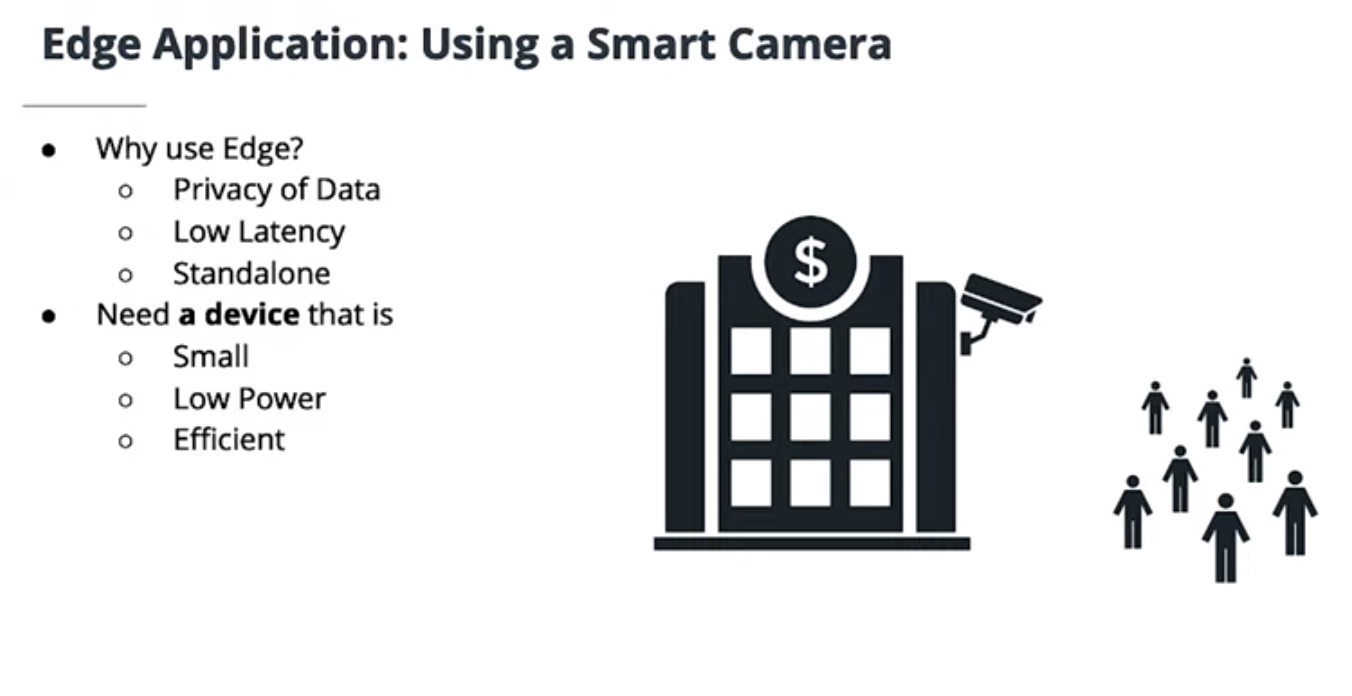 Edge Application: Using a Smart Camera
● Why use Edge?
○ Privacy of Data
○ Low Latency
○ Standalone
● Need a device that is
○ Small
○ Low Power
○ Efficient
$